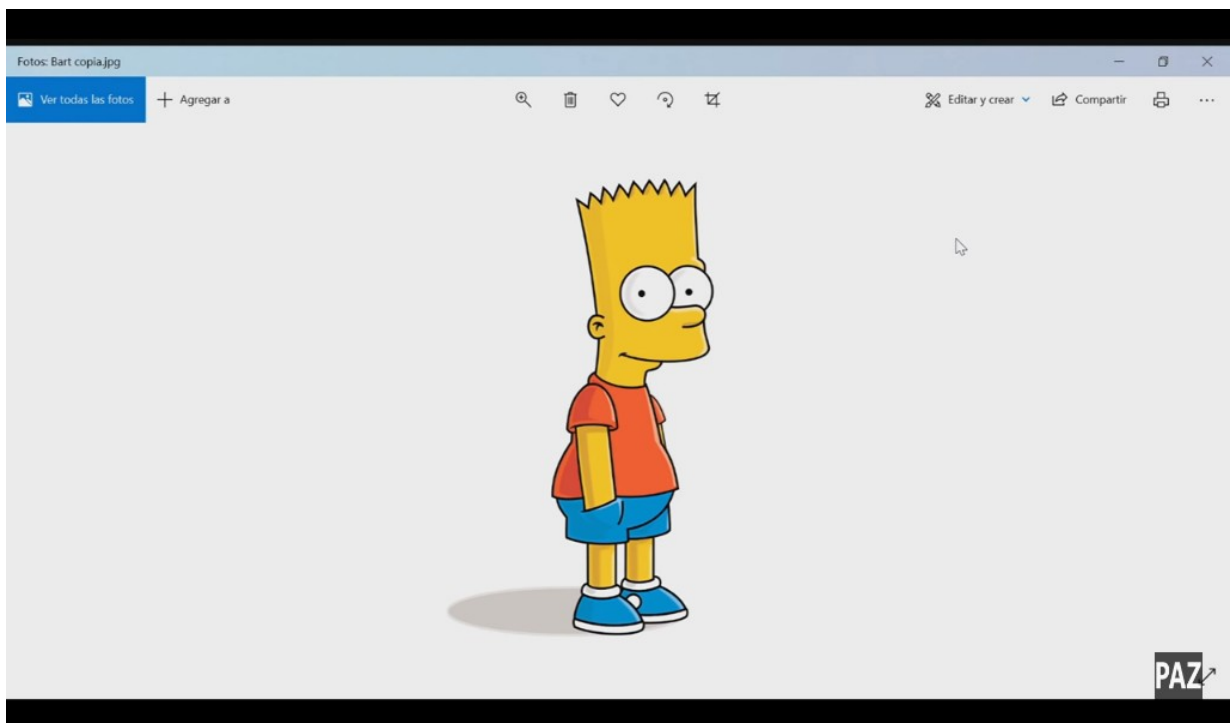 Fotos: Bart copia.jpg
Ver todas las fotos
Agregar a
Editar y crear
Compartir
PAZ